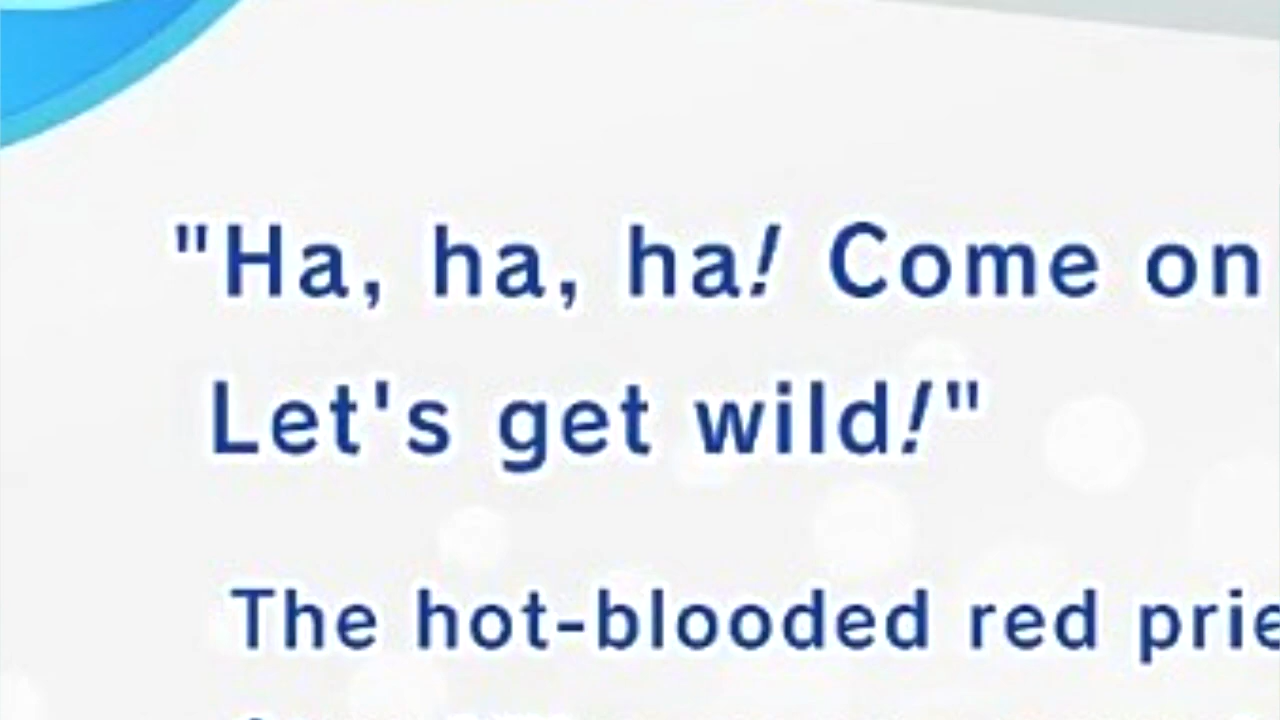 "Ha, ha, ha! Come on
Let's get wild!"
The hot-blooded red